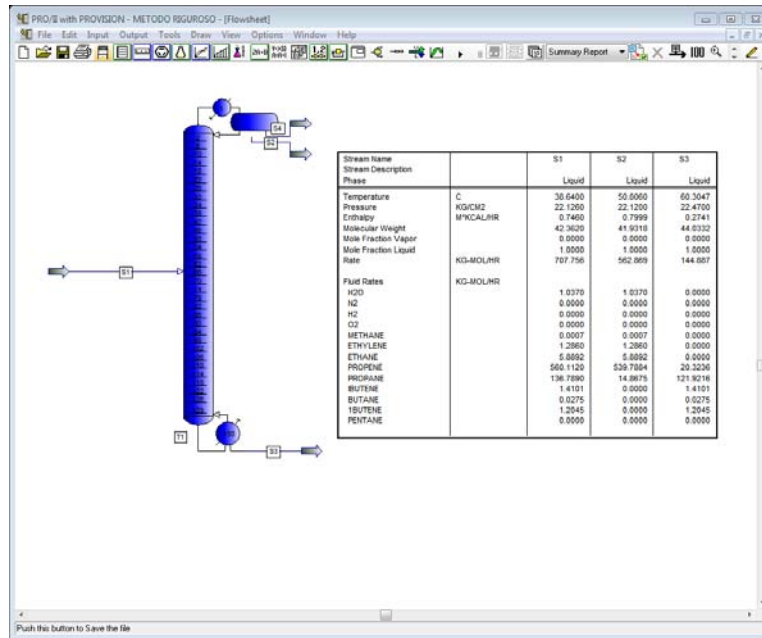 PRO/II with PROVISION - METODO RIGUROSO - [Flowsheet]
File Edit Input Output Tools Draw View Options Window Help
Summary Report
100
S4
S2
S1
T1
S3
Stream Name S1 S2 S3
Stream Description
Phase Liquid Liquid Liquid
Temperature C 38.6400 50.8060 60.3047
Pressure KG/CM2 22.1260 22.1200 22.4700
Enthalpy M*KCAL/HR 0.7460 0.7999 0.2741
Molecular Weight 42.3620 41.9318 44.0332
Mole Fraction Vapor 0.0000 0.0000 0.0000
Mole Fraction Liquid 1.0000 1.0000 1.0000
Rate KG-MOL/HR 707.756 562.869 144.887
Fluid Rates KG-MOL/HR
H2O 1.0370 1.0370 0.0000
N2 0.0000 0.0000 0.0000
H2 0.0000 0.0000 0.0000
O2 0.0000 0.0000 0.0000
METHANE 0.0007 0.0007 0.0000
ETHYLENE 1.2860 1.2860 0.0000
ETHANE 5.8892 5.8892 0.0000
PROPENE 560.1120 539.7884 20.3236
PROPANE 136.7890 14.8675 121.9216
IBUTENE 1.4101 0.0000 1.4101
BUTANE 0.0275 0.0000 0.0275
1BUTENE 1.2045 0.0000 1.2045
PENTANE 0.0000 0.0000 0.0000
Push this button to Save the file